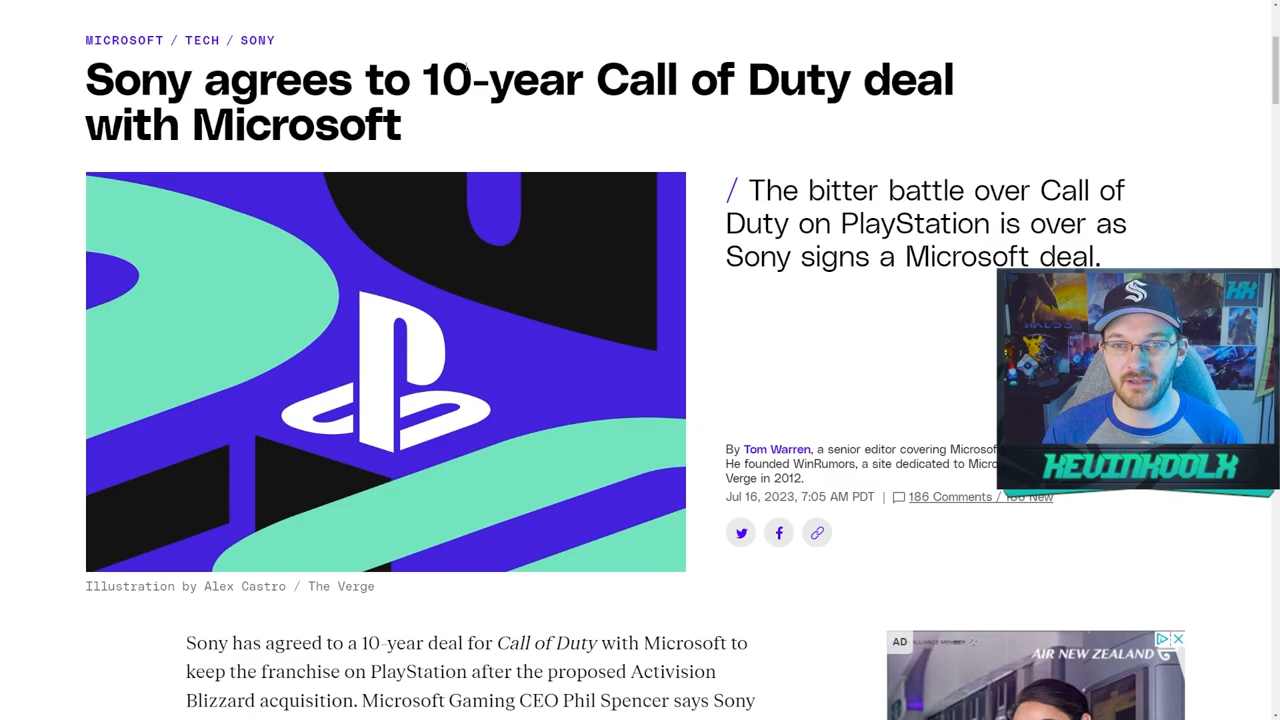 MICROSOFT / TECH / SONY
Sony agrees to 10-year Call of Duty deal
with Microsoft
/ The bitter battle over Call of
Duty on PlayStation is over as
Sony signs a Microsoft deal.
By Tom Warren, a senior editor covering Microsof
He founded WinRumors, a site dedicated to Micro
Verge in 2012.
Jul 16, 2023, 7:05 AM PDT | 186 Comments / 186 New
KEVINKOOLX
KX
Illustration by Alex Castro / The Verge
Sony has agreed to a 10-year deal for Call of Duty with Microsoft to
keep the franchise on PlayStation after the proposed Activision
Blizzard acquisition. Microsoft Gaming CEO Phil Spencer says Sony
AD
AIR NEW ZEALAND